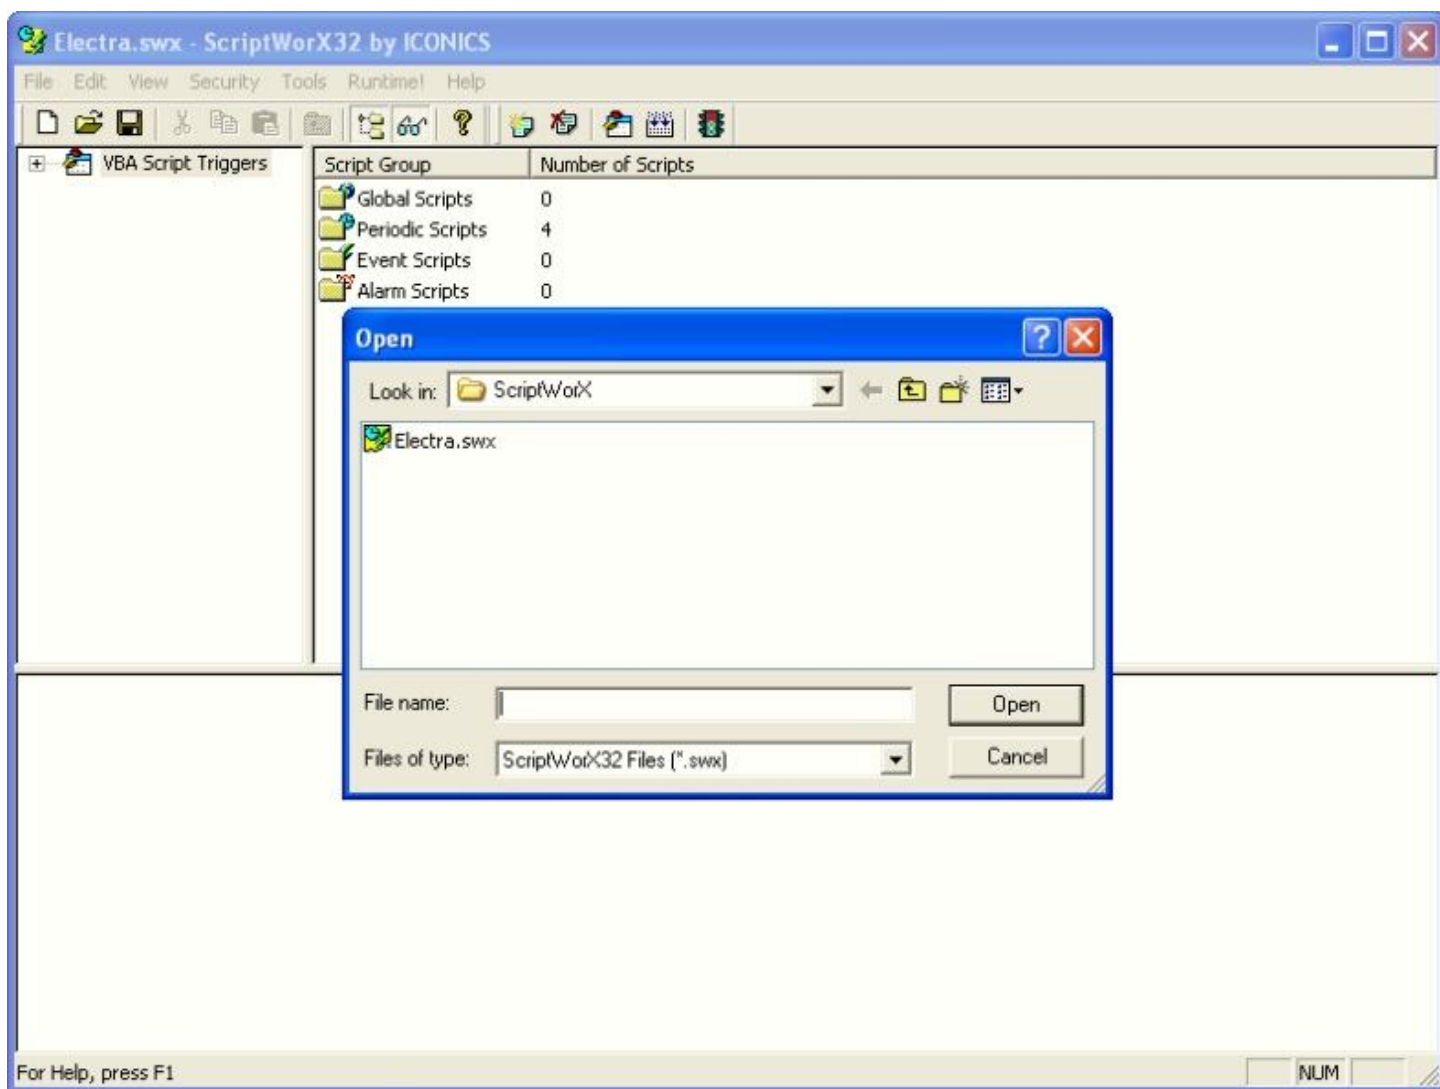 Electra.swx - ScriptWorX32 by ICONICS
File Edit View Security Tools Runtime! Help
VBA Script Triggers
Script Group Number of Scripts
Global Scripts 0
Periodic Scripts 4
Event Scripts 0
Alarm Scripts 0
Open
Look in: ScriptWorX
Electra.swx
File name: Open
Files of type: ScriptWorX32 Files (*.swx) Cancel
For Help, press F1 NUM